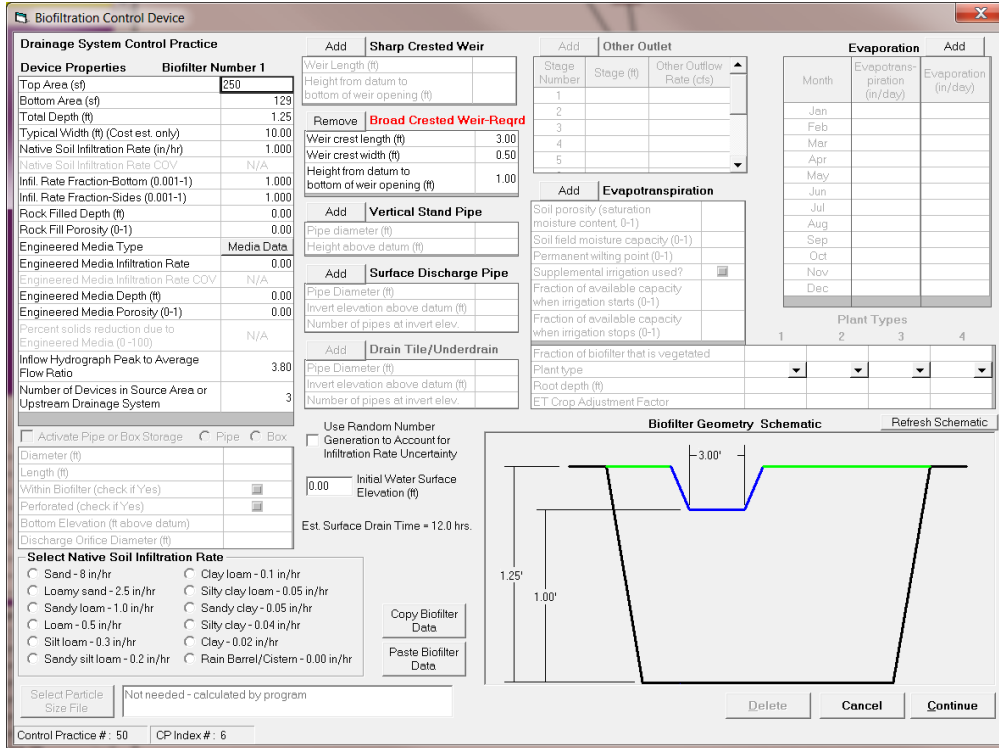 Biofiltration Control Device
Drainage System Control Practice
Device Properties Biofilter Number 1
Top Area (sf) 250
Bottom Area (sf) 129
Total Depth (ft) 1.25
Typical Width (ft) (Cost est. only) 10.00
Native Soil Infiltration Rate (in/hr) 1.000
Native Soil Infiltration Rate COV N/A
Infil. Rate Fraction-Bottom (0.001-1) 1.000
Infil. Rate Fraction-Sides (0.001-1) 1.000
Rock Filled Depth (ft) 0.00
Rock Fill Porosity (0-1) 0.00
Engineered Media Type Media Data
Engineered Media Infiltration Rate 0.00
Engineered Media Infiltration Rate COV N/A
Engineered Media Depth (ft) 0.00
Engineered Media Porosity (0-1) 0.00
Percent solids reduction due to
Engineered Media (0 -100) N/A
Inflow Hydrograph Peak to Average
Flow Ratio 3.80
Number of Devices in Source Area or
Upstream Drainage System 3
Activate Pipe or Box Storage Pipe Box
Diameter (ft)
Length (ft)
Within Biofilter (check if Yes)
Perforated (check if Yes)
Bottom Elevation (ft above datum)
Discharge Orifice Diameter (ft)
Select Native Soil Infiltration Rate
Sand - 8 in/hr
Loamy sand - 2.5 in/hr
Sandy loam - 1.0 in/hr
Loam - 0.5 in/hr
Silt loam - 0.3 in/hr
Sandy silt loam - 0.2 in/hr
Clay loam - 0.1 in/hr
Silty clay loam - 0.05 in/hr
Sandy clay - 0.05 in/hr
Silty clay - 0.04 in/hr
Clay - 0.02 in/hr
Rain Barrel/Cistern - 0.00 in/hr
Select Particle
Size File
Not needed - calculated by program
Control Practice #: 50 CP Index #: 6
Add Sharp Crested Weir
Weir Length (ft)
Height from datum to
bottom of weir opening (ft)
Remove Broad Crested Weir-Reqrd
Weir crest length (ft) 3.00
Weir crest width (ft) 0.50
Height from datum to
bottom of weir opening (ft) 1.00
Add Vertical Stand Pipe
Pipe diameter (ft)
Height above datum (ft)
Add Surface Discharge Pipe
Pipe Diameter (ft)
Invert elevation above datum (ft)
Number of pipes at invert elev.
Add Drain Tile/Underdrain
Pipe Diameter (ft)
Invert elevation above datum (ft)
Number of pipes at invert elev.
Use Random Number
Generation to Account for
Infiltration Rate Uncertainty
0.00 Initial Water Surface
Elevation (ft)
Est. Surface Drain Time = 12.0 hrs.
Copy Biofilter
Data
Paste Biofilter
Data
Add Other Outlet
Stage
Number Stage (ft) Other Outflow
Rate (cfs)
1
2
3
4
5
Add Evapotranspiration
Soil porosity (saturation
moisture content, 0-1)
Soil field moisture capacity (0-1)
Permanent wilting point (0-1)
Supplemental irrigation used?
Fraction of available capacity
when irrigation starts (0-1)
Fraction of available capacity
when irrigation stops (0-1)
Fraction of biofilter that is vegetated
Plant type
Root depth (ft)
ET Crop Adjustment Factor
Evaporation Add
Month Evapotrans-
piration
(in/day) Evaporation
(in/day)
Jan
Feb
Mar
Apr
May
Jun
Jul
Aug
Sep
Oct
Nov
Dec
Plant Types
1 2 3 4
Biofilter Geometry Schematic Refresh Schematic
3.00'
1.25'
1.00'
Delete Cancel Continue